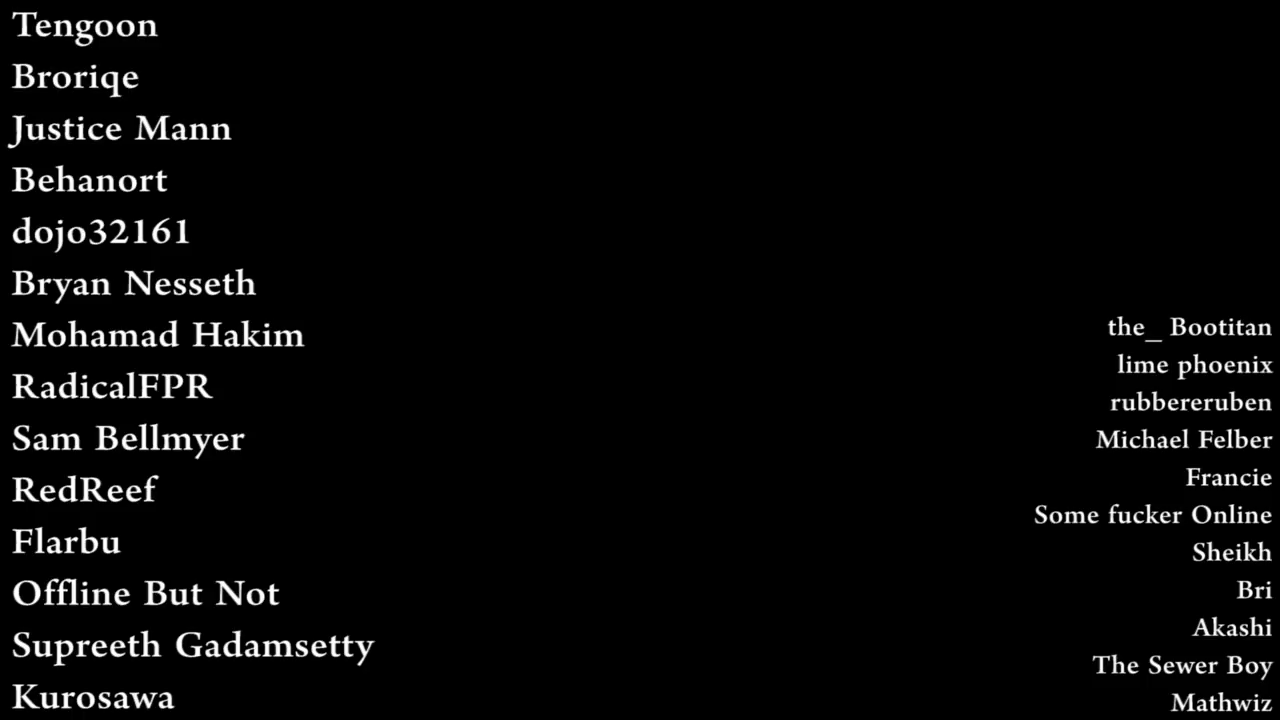 Tengoon
Broriqe
Justice Mann
Behanort
dojo32161
Bryan Nesseth
Mohamad Hakim
RadicalFPR
Sam Bellmyer
RedReef
Flarbu
Offline But Not
Supreeth Gadamsetty
Kurosawa
the_ Bootitan
lime phoenix
rubbereruben
Michael Felber
Francie
Some fucker Online
Sheikh
Bri
Akashi
The Sewer Boy
Mathwiz